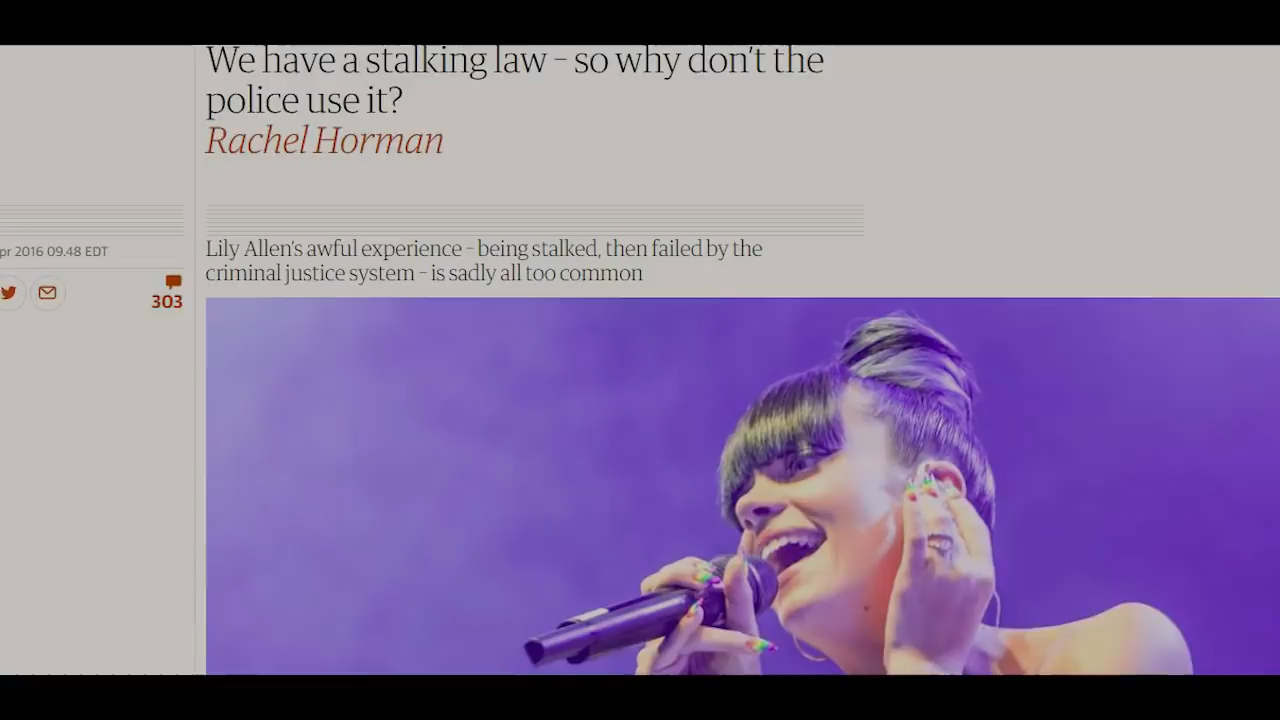 We have a stalking law – so why don't the
police use it?
Rachel Horman
pr 2016 09.48 EDT
Lily Allen's awful experience – being stalked, then failed by the
criminal justice system – is sadly all too common
303